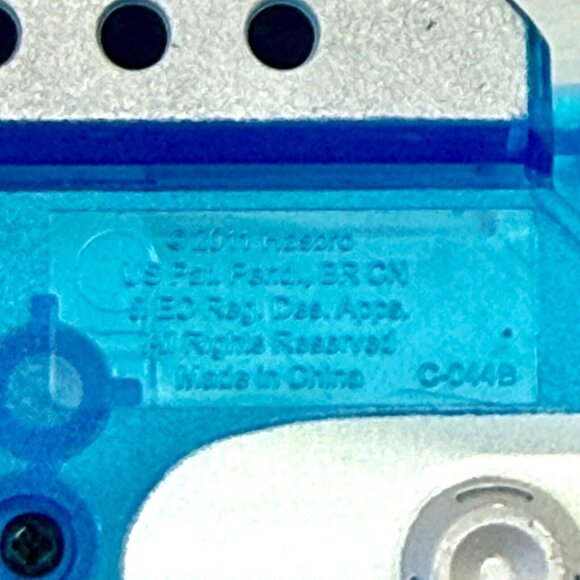 © 2011 Hasbro
US Pat. Pend., BR CN
& EC Reg. Des. Apps.
All Rights Reserved
Made in China C-044B